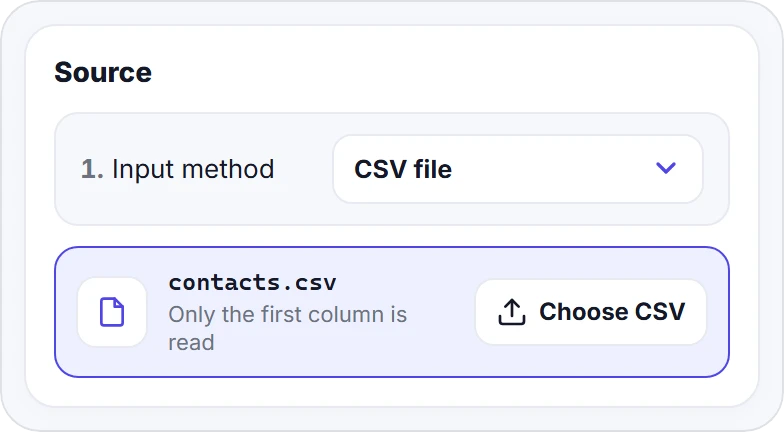 Source
1. Input method
CSV file
contacts.csv
Only the first column is
read
Choose CSV